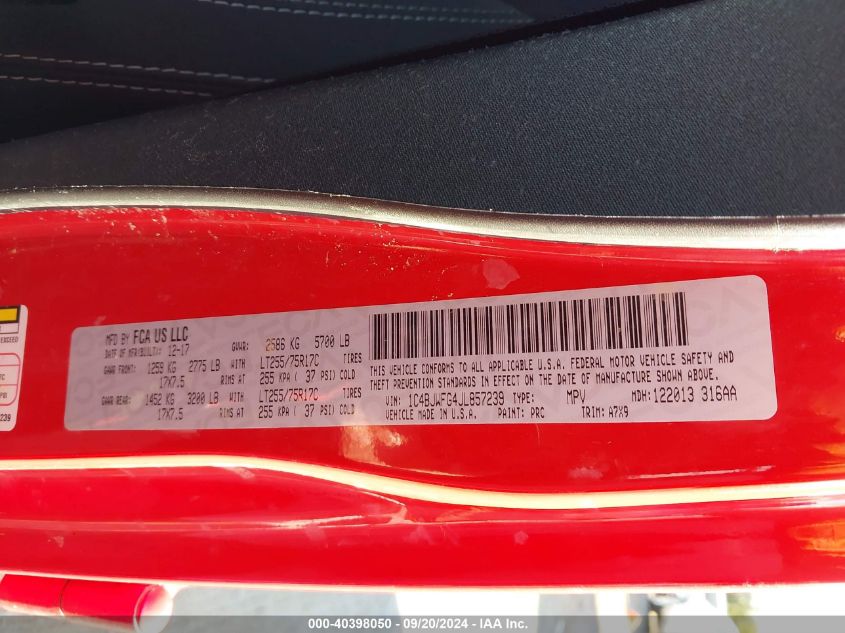 MFD BY FCA US LLC
DATE OF MFR(BUILT): 12-17 GVWR: 2586 KG 5700 LB
GAWR FRONT: 1259 KG 2775 LB WITH LT255/75R17C TIRES
17X7.5 RIMS AT 255 KPA ( 37 PSI) COLD
GAWR REAR: 1452 KG 3200 LB WITH LT255/75R17C TIRES
17X7.5 RIMS AT 255 KPA ( 37 PSI) COLD
THIS VEHICLE CONFORMS TO ALL APPLICABLE U.S.A. FEDERAL MOTOR VEHICLE SAFETY AND
THEFT PREVENTION STANDARDS IN EFFECT ON THE DATE OF MANUFACTURE SHOWN ABOVE.
VIN: 1C4BJWFG4JL857239 TYPE: MPV MDH: 122013 316AA
VEHICLE MADE IN U.S.A. PAINT: PRC TRIM: A7X9
EXCEED
239
000-40398050 - 09/20/2024 - IAA Inc.